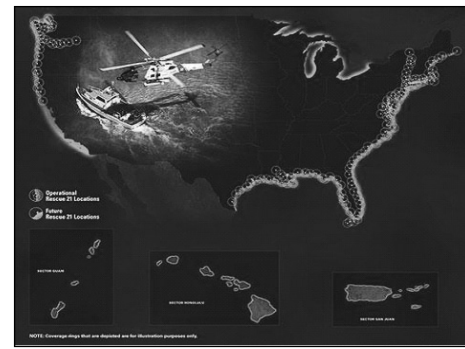 Operational
Rescue 21 Locations
Future
Rescue 21 Locations
SECTOR GUAM
SECTOR HONOLULU
SECTOR SAN JUAN
NOTE: Coverage rings that are depicted are for illustration purposes only.